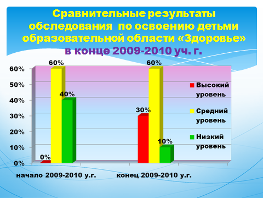 Сравнительные результаты
обследования по освоению детьми
образовательной области «Здоровье»
в конце 2009-2010 уч. г.
60%
50%
40%
30%
20%
10%
0%
0%
60%
40%
30%
60%
10%
начало 2009-2010 у.г.
конец 2009-2010 у.г.
Высокий
уровень
Средний
уровень
Низкий
уровень